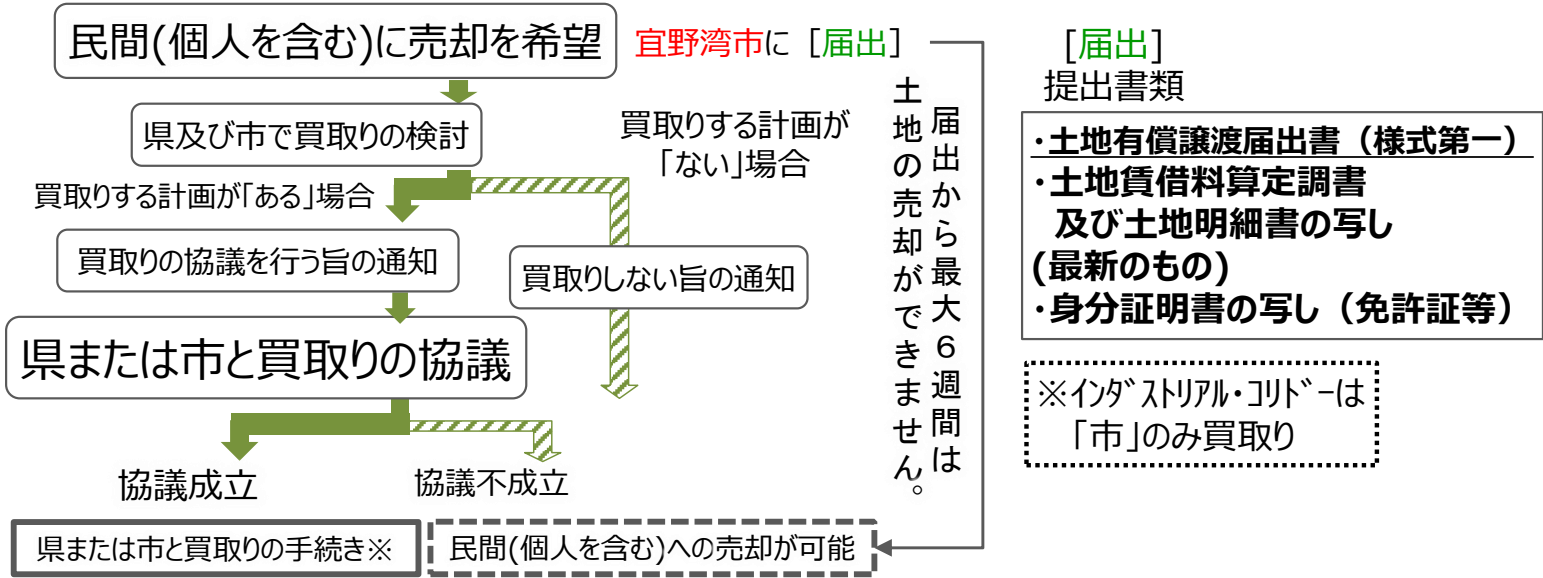 民間(個人を含む)に売却を希望
宜野湾市に［届出］
県及び市で買取りの検討
買取りする計画が
「ない」場合
買取りする計画が「ある」場合
買取りの協議を行う旨の通知
買取りしない旨の通知
県または市と買取りの協議
協議成立
協議不成立
県または市と買取りの手続き※
民間(個人を含む)への売却が可能
届出から最大６週間は
土地の売却ができません。
［届出］
提出書類
・土地有償譲渡届出書（様式第一）
・土地賃借料算定調書
及び土地明細書の写し
(最新のもの)
・身分証明書の写し（免許証等）
※ｲﾝﾀﾞｽﾄﾘｱﾙ・ｺﾘﾄﾞｰは
「市」のみ買取り